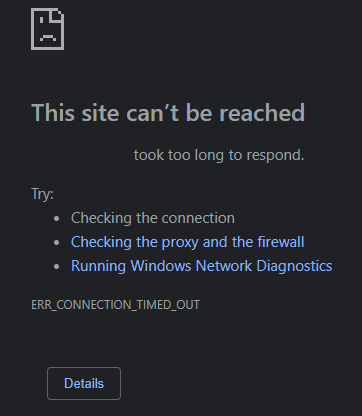 This site can’t be reached
took too long to respond.
Try:
• Checking the connection
• Checking the proxy and the firewall
• Running Windows Network Diagnostics
ERR_CONNECTION_TIMED_OUT
Details